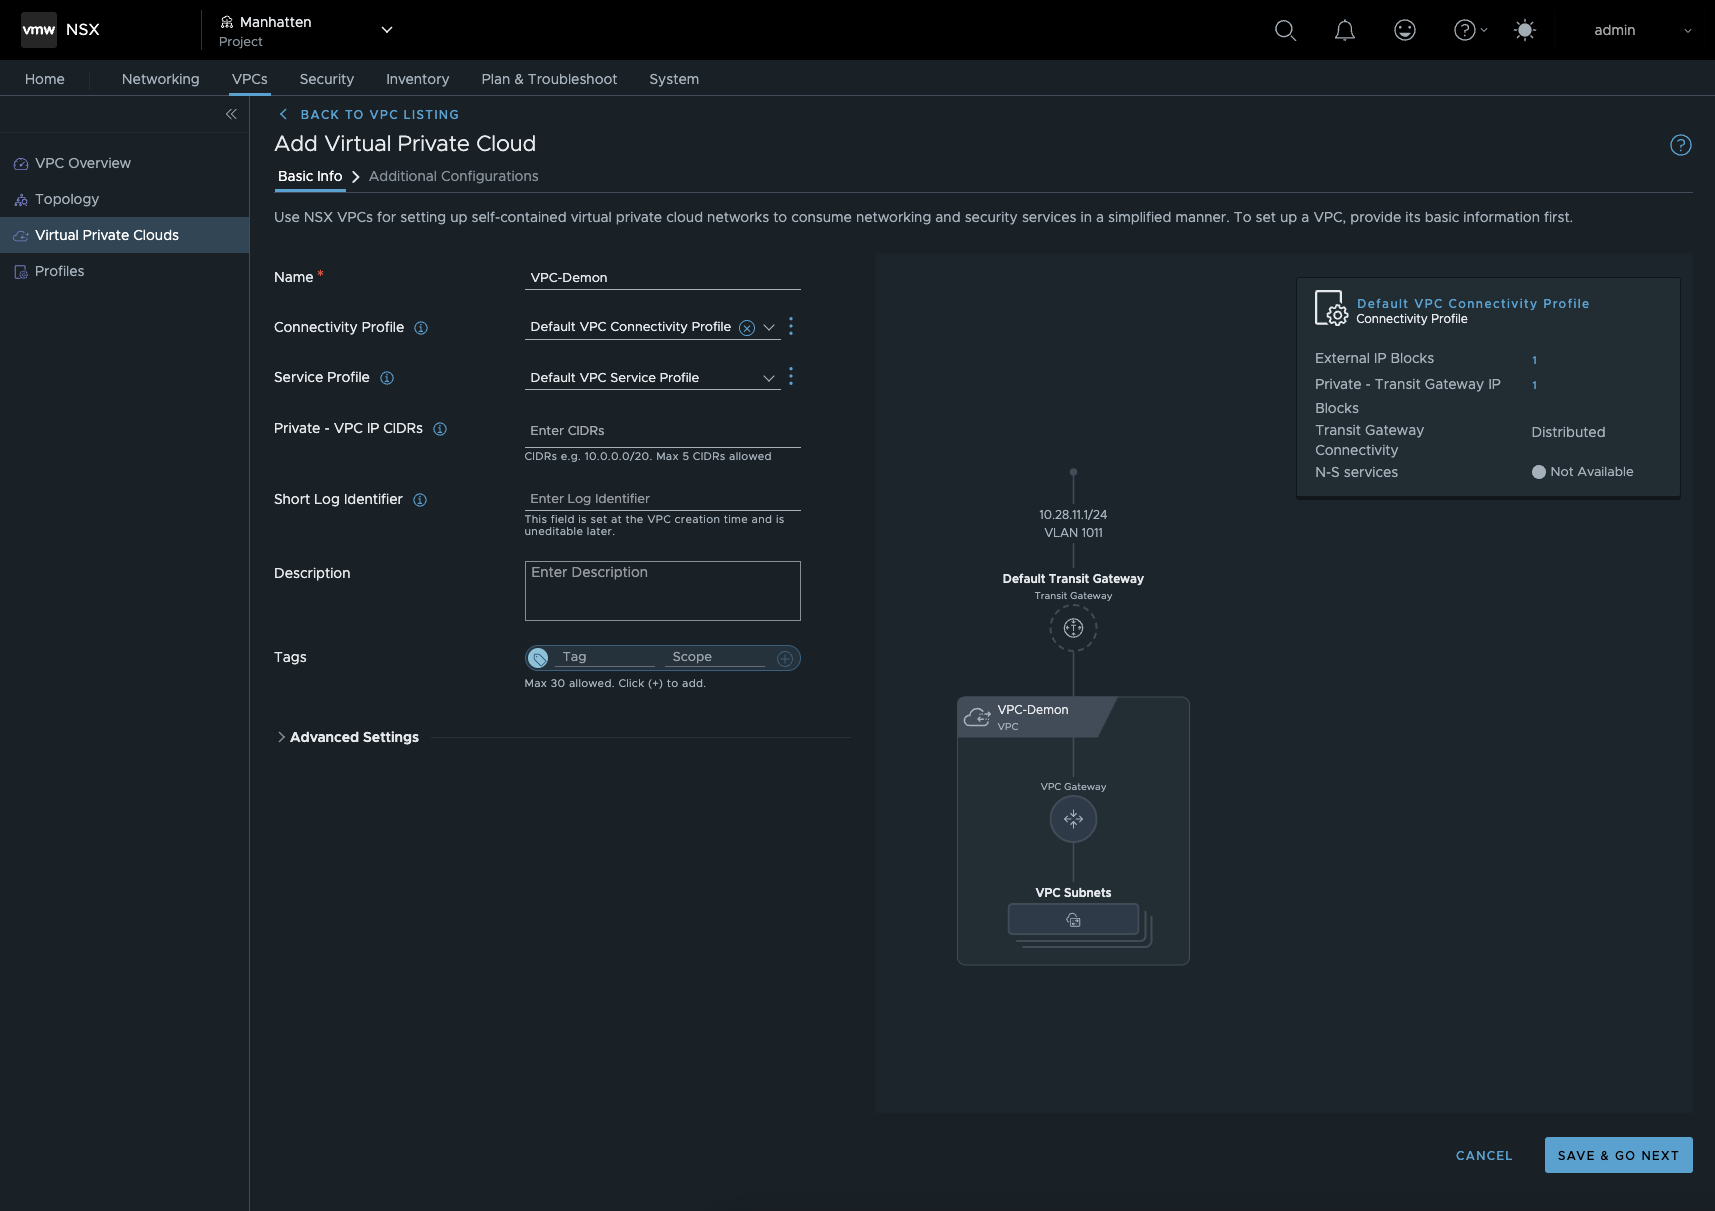 vmw NSX
Manhatten
Project
admin
Home
Networking
VPCs
Security
Inventory
Plan & Troubleshoot
System
VPC Overview
Topology
Virtual Private Clouds
Profiles
BACK TO VPC LISTING
Add Virtual Private Cloud
Basic Info
Additional Configurations
Use NSX VPCs for setting up self-contained virtual private cloud networks to consume networking and security services in a simplified manner. To set up a VPC, provide its basic information first.
Name *
VPC-Demon
Connectivity Profile
Default VPC Connectivity Profile
Service Profile
Default VPC Service Profile
Private - VPC IP CIDRs
Enter CIDRs
CIDRs e.g. 10.0.0.0/20. Max 5 CIDRs allowed
Short Log Identifier
Enter Log Identifier
This field is set at the VPC creation time and is
uneditable later.
Description
Enter Description
Tags
Tag
Scope
Max 30 allowed. Click (+) to add.
Advanced Settings
Default VPC Connectivity Profile
Connectivity Profile
External IP Blocks
1
Private - Transit Gateway IP
Blocks
1
Transit Gateway
Connectivity
Distributed
N-S services
Not Available
10.28.11.1/24
VLAN 1011
Default Transit Gateway
Transit Gateway
VPC-Demon
VPC
VPC Gateway
VPC Subnets
CANCEL
SAVE & GO NEXT